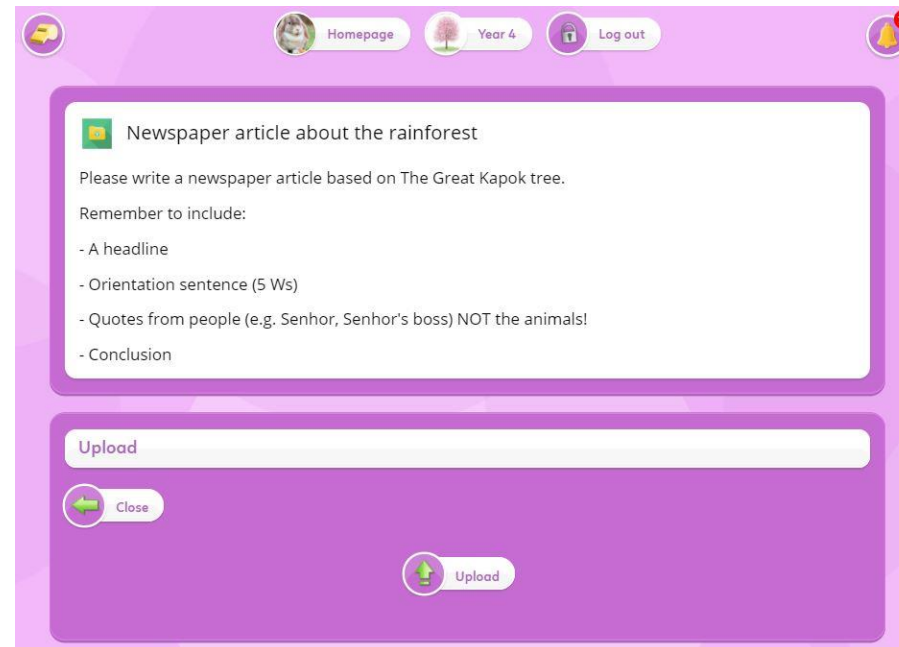 Homepage
Year 4
Log out
Newspaper article about the rainforest
Please write a newspaper article based on The Great Kapok tree.
Remember to include:
- A headline
- Orientation sentence (5 Ws)
- Quotes from people (e.g. Senhor, Senhor's boss) NOT the animals!
- Conclusion
Upload
Close
Upload